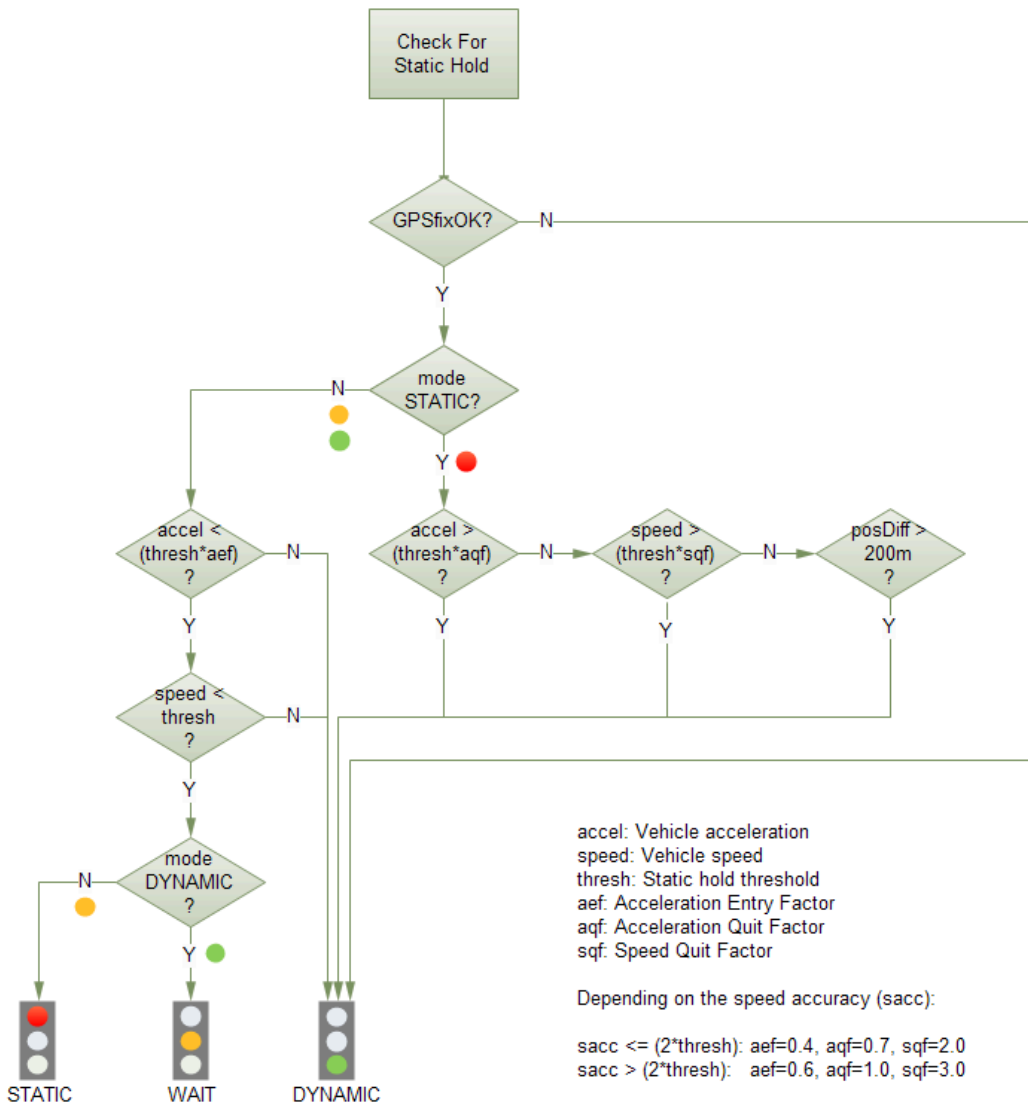 Check For
Static Hold
GPSfixOK?
N
Y
mode
STATIC?
N
Y
accel <
(thresh*aef)
?
N
accel >
(thresh*aqf)
?
N
speed >
(thresh*sqf)
?
N
posDiff >
200m
?
Y
Y
Y
Y
speed <
thresh
?
N
Y
mode
DYNAMIC
?
N
Y
STATIC
WAIT
DYNAMIC
accel: Vehicle acceleration
speed: Vehicle speed
thresh: Static hold threshold
aef: Acceleration Entry Factor
aqf: Acceleration Quit Factor
sqf: Speed Quit Factor
Depending on the speed accuracy (sacc):
sacc <= (2*thresh): aef=0.4, aqf=0.7, sqf=2.0
sacc > (2*thresh): aef=0.6, aqf=1.0, sqf=3.0